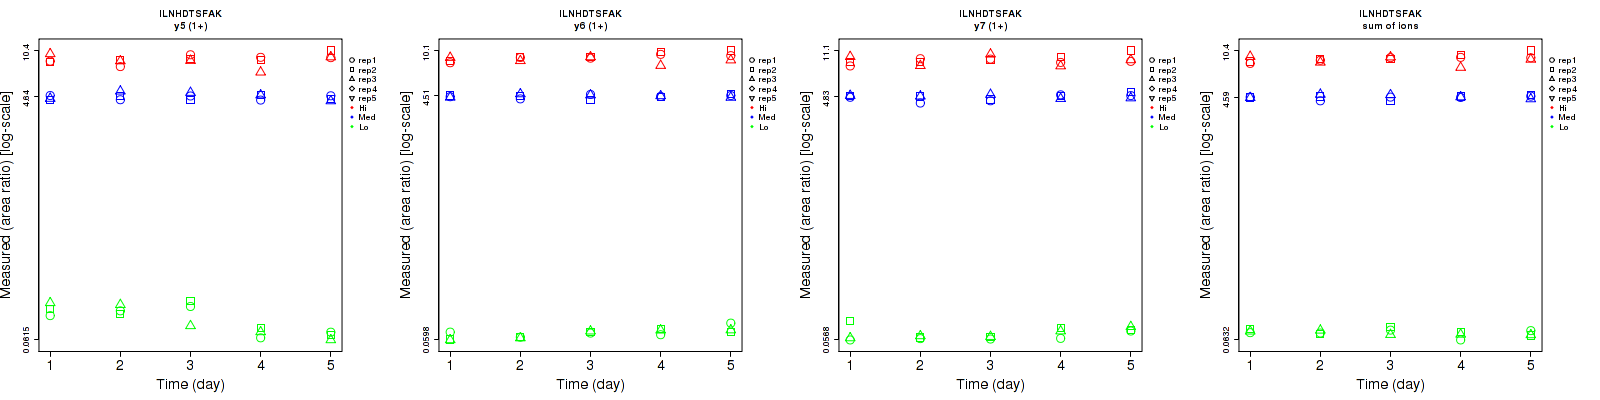 ILNHDTSFAK
y5 (1+)
Measured (area ratio) [log-scale]
10.4
4.84
0.0615
1 2 3 4 5
Time (day)
rep1
rep2
rep3
rep4
rep5
Hi
Med
Lo
ILNHDTSFAK
y6 (1+)
Measured (area ratio) [log-scale]
10.1
4.51
0.0598
1 2 3 4 5
Time (day)
rep1
rep2
rep3
rep4
rep5
Hi
Med
Lo
ILNHDTSFAK
y7 (1+)
Measured (area ratio) [log-scale]
11.1
4.83
0.0568
1 2 3 4 5
Time (day)
rep1
rep2
rep3
rep4
rep5
Hi
Med
Lo
ILNHDTSFAK
sum of ions
Measured (area ratio) [log-scale]
10.4
4.59
0.0632
1 2 3 4 5
Time (day)
rep1
rep2
rep3
rep4
rep5
Hi
Med
Lo